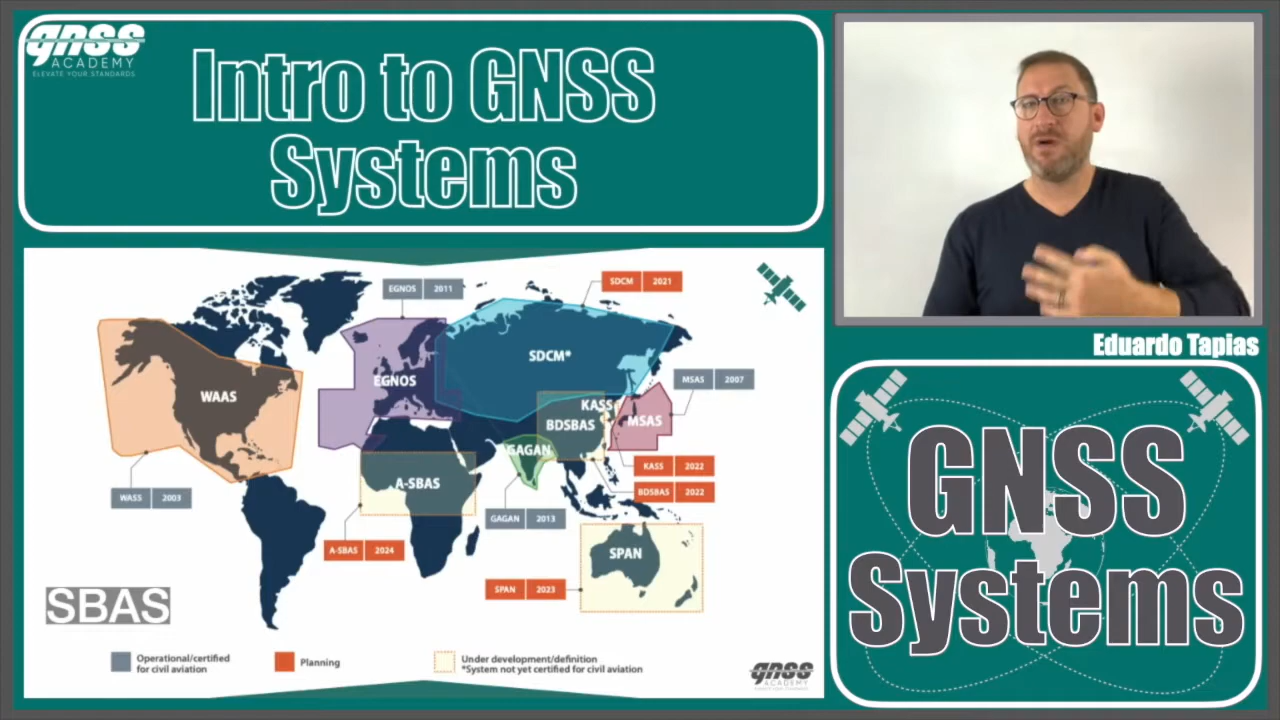 gnss
ACADEMY
ELEVATE YOUR STANDARDS
Intro to GNSS
Systems
EGNOS 2011
SDCM 2021
SDCM*
WAAS
EGNOS
MSAS 2007
KASS
BDSBAS
MSAS
GAGAN
A-SBAS
KASS 2022
BDSBAS 2022
WASS 2003
GAGAN 2013
A-SBAS 2024
SPAN
SPAN 2023
SBAS
Operational/certified
for civil aviation
Planning
Under development/definition
*System not yet certified for civil aviation
gnss
ACADEMY
Eduardo Tapias
GNSS
Systems